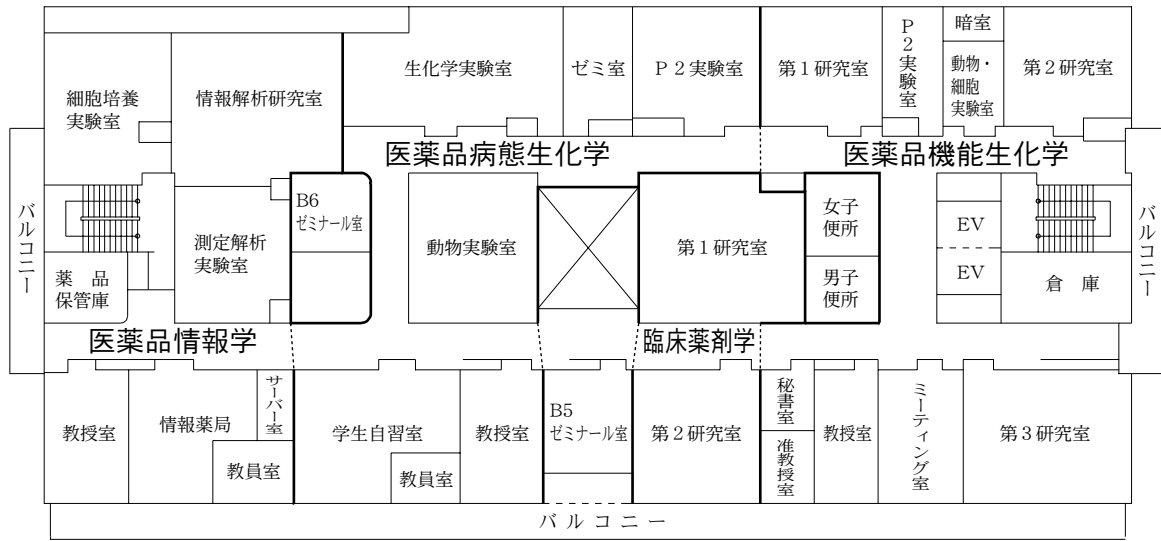 細胞培養
実験室
情報解析研究室
生化学実験室
ゼミ室
Ｐ２実験室
第１研究室
Ｐ２実験室
暗室
動物・
細胞
実験室
第２研究室
医薬品病態生化学
医薬品機能生化学
バルコニー
測定解析
実験室
B6
ゼミナール室
動物実験室
第１研究室
女子
便所
男子
便所
EV
EV
倉　庫
バルコニー
薬　品
保管庫
医薬品情報学
臨床薬剤学
教授室
情報薬局
サーバー室
教員室
学生自習室
教員室
教授室
B5
ゼミナール室
第２研究室
秘書室
准教授室
教授室
ミーティング室
第３研究室
バルコニー